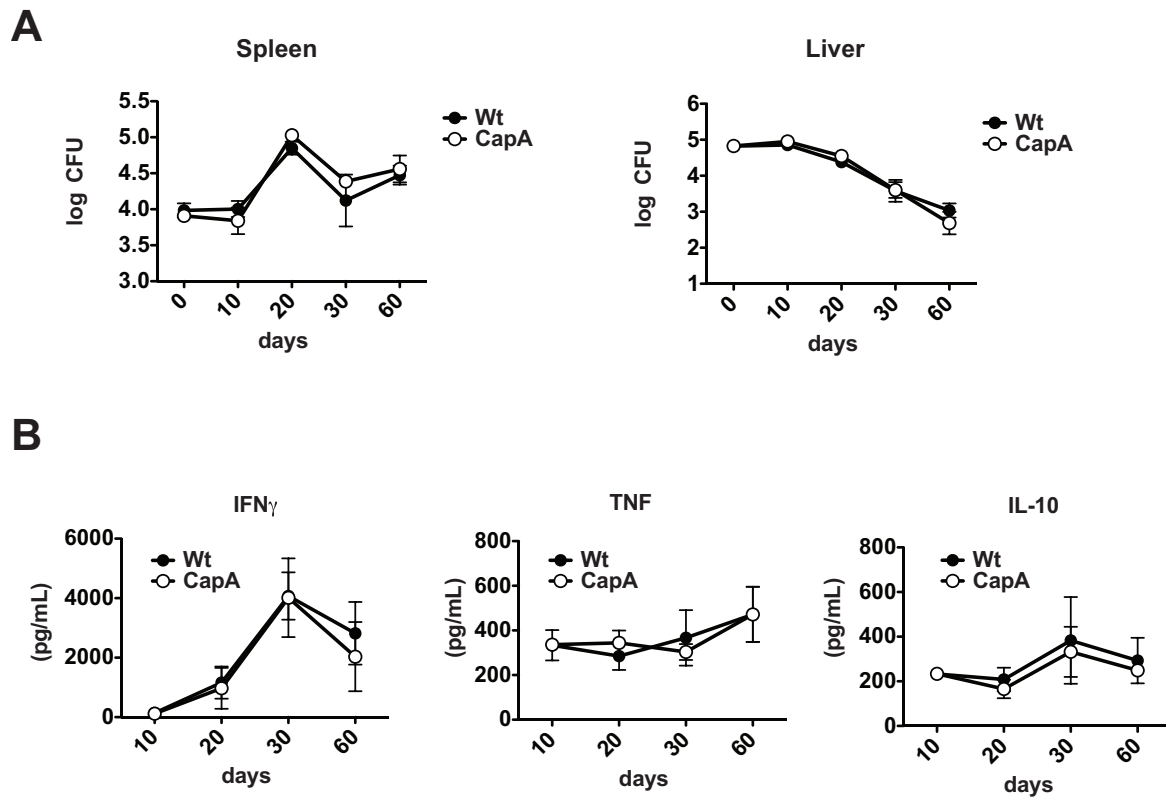 A
Spleen
5.5
5.0
4.5
4.0
3.5
3.0
log CFU
0
10
20
30
60
days
Wt
CapA
Liver
6
5
4
3
2
1
log CFU
0
10
20
30
60
days
Wt
CapA
B
IFNγ
6000
4000
2000
0
(pg/mL)
Wt
CapA
10
20
30
60
days
TNF
800
600
400
200
0
(pg/mL)
Wt
CapA
10
20
30
60
days
IL-10
800
600
400
200
0
(pg/mL)
Wt
CapA
10
20
30
60
days